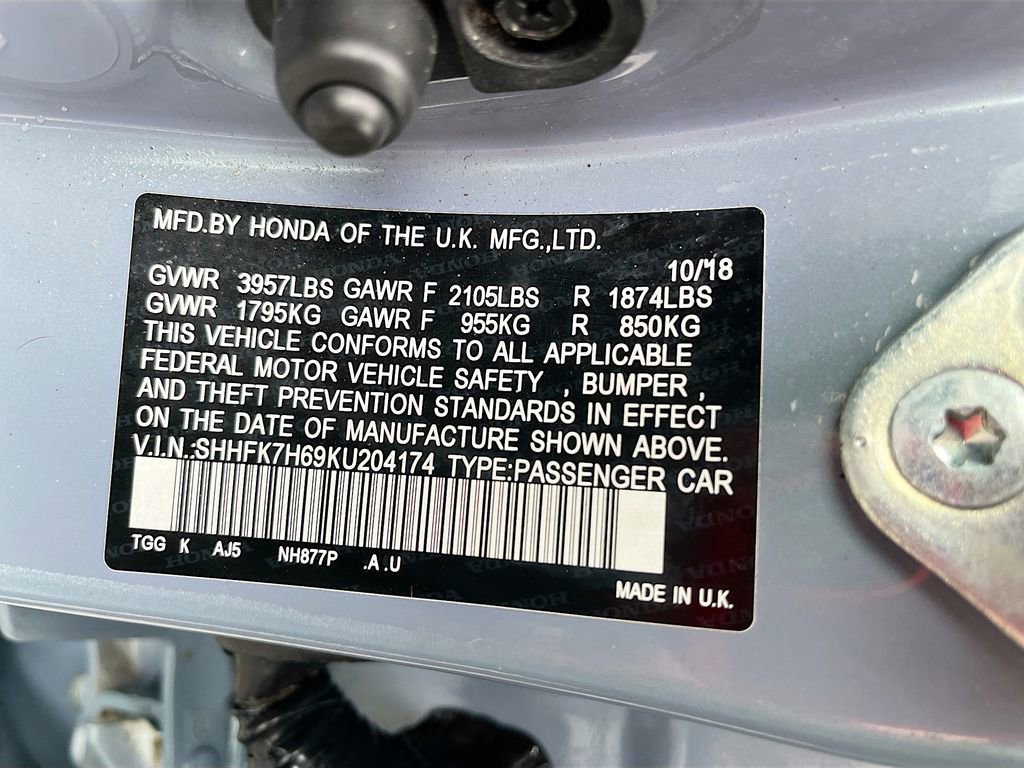 MFD.BY HONDA OF THE U.K. MFG.,LTD.
10/'18
GVWR 3957LBS GAWR F 2105LBS R 1874LBS
GVWR 1795KG GAWR F 955KG R 850KG
THIS VEHICLE CONFORMS TO ALL APPLICABLE
FEDERAL MOTOR VEHICLE SAFETY , BUMPER ,
AND THEFT PREVENTION STANDARDS IN EFFECT
ON THE DATE OF MANUFACTURE SHOWN ABOVE.
V.I.N.:SHHFK7H69KU204174 TYPE:PASSENGER CAR
TGG K AJ5 NH877P .A .U
MADE IN U.K.